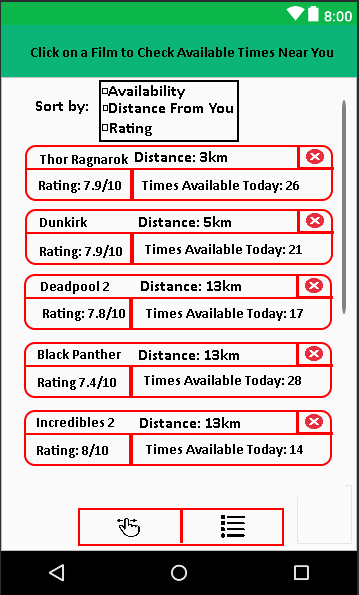 8:00
Click on a Film to Check Available Times Near You
Sort by:
Availability
Distance From You
Rating
Thor Ragnarok Distance: 3km
Rating: 7.9/10 Times Available Today: 26
Dunkirk Distance: 5km
Rating: 7.9/10 Times Available Today: 21
Deadpool 2 Distance: 13km
Rating: 7.8/10 Times Available Today: 17
Black Panther Distance: 13km
Rating 7.4/10 Times Available Today: 28
Incredibles 2 Distance: 13km
Rating: 8/10 Times Available Today: 14